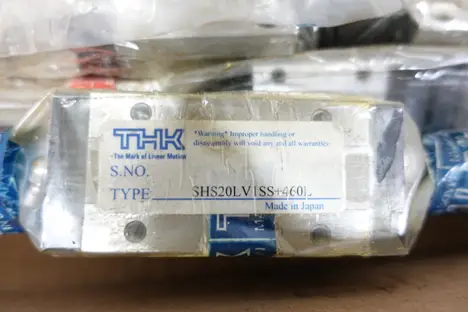 THK
The Mark of Linear Motion
"Warning" Improper handling or
disassembly will void any and all warranties.
S.NO.
TYPE SHS20LV1SS+460L
Made in Japan